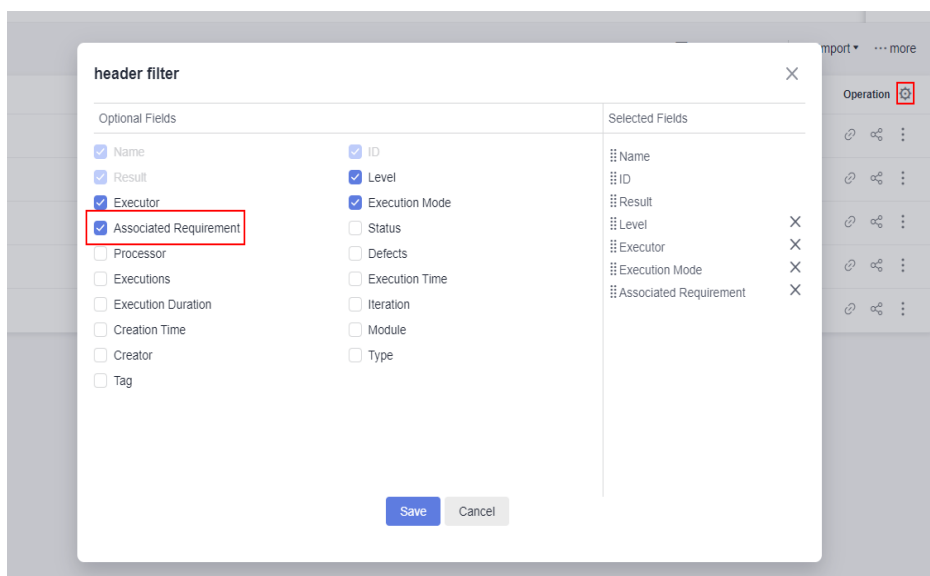 mport ··· more
header filter
Operation
Optional Fields Selected Fields
Name ID Name
Result Level ID
Executor Execution Mode Result
Associated Requirement Status Level
Processor Defects Executor
Executions Execution Time Execution Mode
Execution Duration Iteration Associated Requirement
Creation Time Module
Creator Type
Tag
Save Cancel